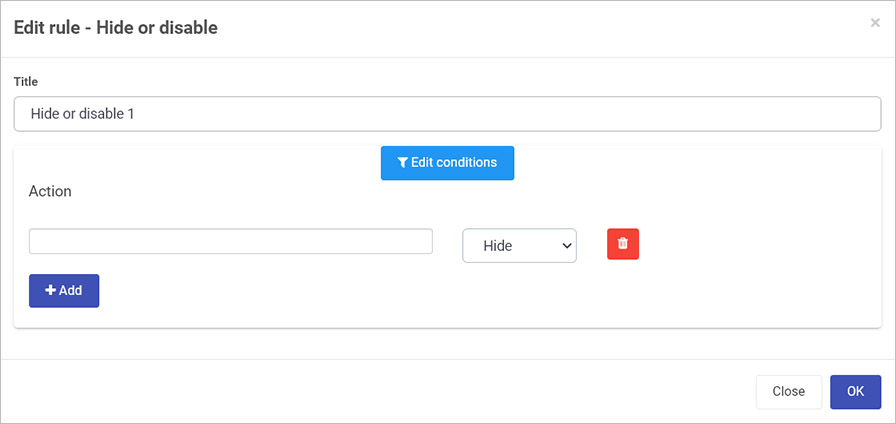 Edit rule - Hide or disable
×
Title
Hide or disable 1
Edit conditions
Action
Hide
Add
Close OK